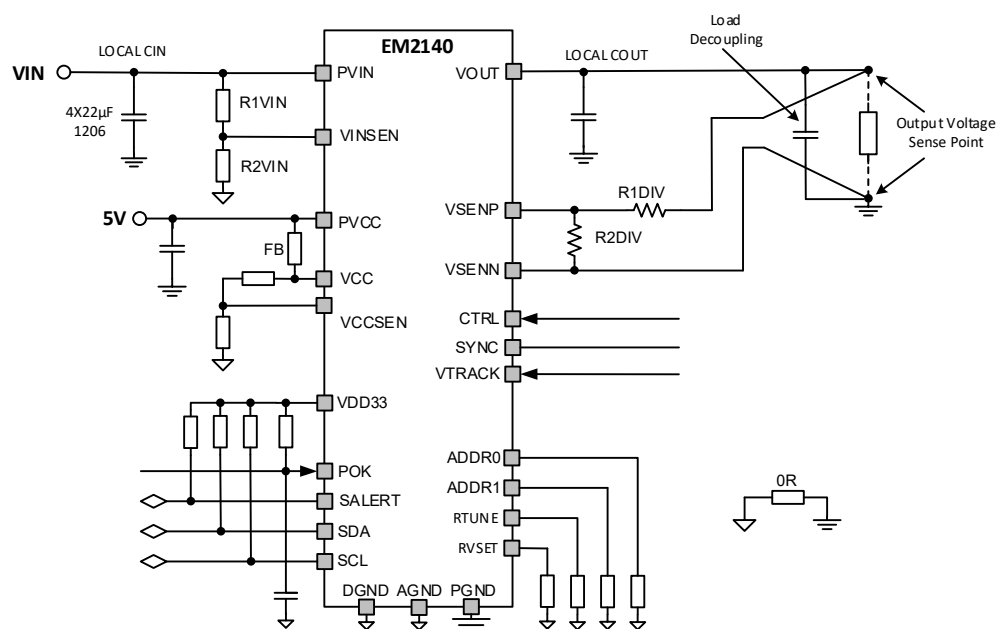 EM2140
LOCAL CIN
VIN
4X22µF
1206
R1VIN
R2VIN
PVIN
VINSEN
5V
FB
PVCC
VCC
VCCSEN
VDD33
POK
SALERT
SDA
SCL
DGND
AGND
PGND
VOUT
LOCAL COUT
Load
Decoupling
Output Voltage
Sense Point
VSENP
R1DIV
R2DIV
VSENN
CTRL
SYNC
VTRACK
ADDR0
ADDR1
RTUNE
RVSET
0R